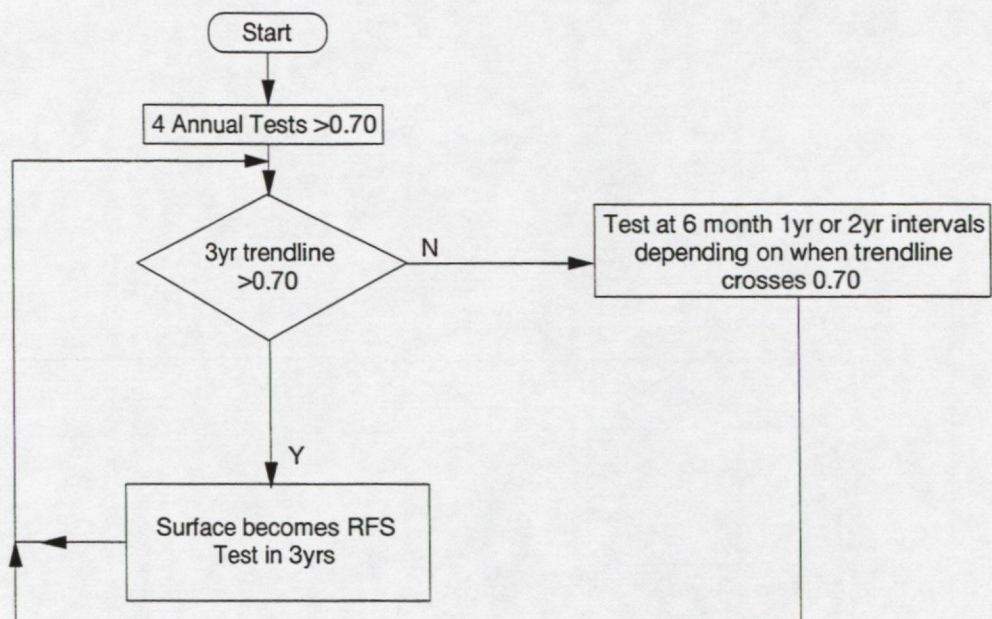 Start
4 Annual Tests >0.70
3yr trendline
>0.70
N
Test at 6 month 1yr or 2yr intervals
depending on when trendline
crosses 0.70
Y
Surface becomes RFS
Test in 3yrs